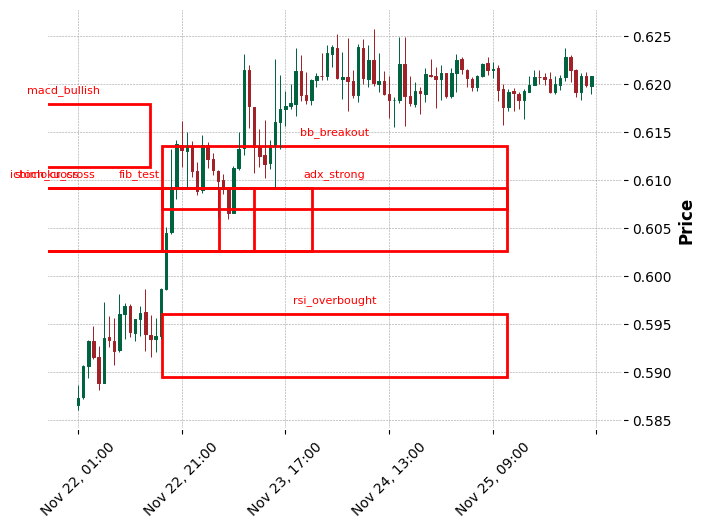 0.625
macd_bullish
0.620
bb_breakout
0.615
fib_test
adx_strong
0.610
Price
0.605
0.600
rsi_overbought
0.595
0.590
0.585
Nov 22, 01:00
Nov 22, 21:00
Nov 23, 17:00
Nov 24, 13:00
Nov 25, 09:00